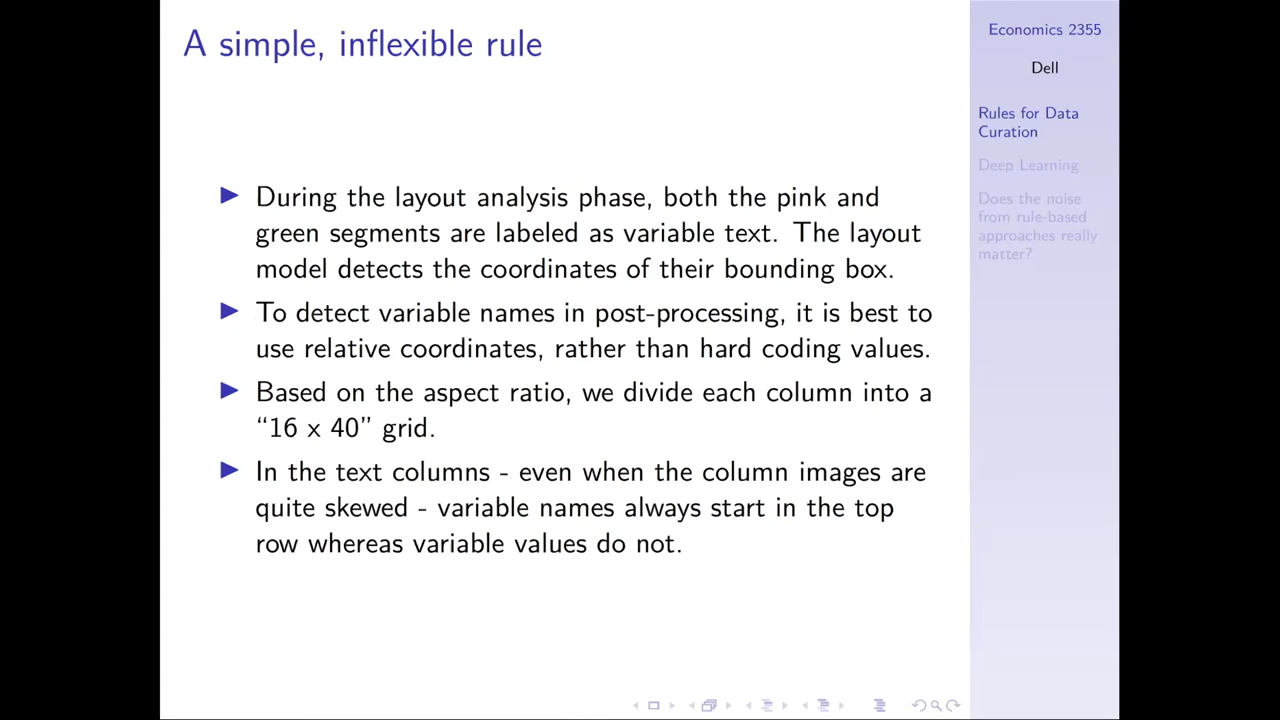 A simple, inflexible rule
During the layout analysis phase, both the pink and
green segments are labeled as variable text. The layout
model detects the coordinates of their bounding box.
To detect variable names in post-processing, it is best to
use relative coordinates, rather than hard coding values.
Based on the aspect ratio, we divide each column into a
“16 x 40” grid.
In the text columns - even when the column images are
quite skewed - variable names always start in the top
row whereas variable values do not.
Economics 2355
Dell
Rules for Data
Curation
Deep Learning
Does the noise
from rule-based
approaches really
matter?